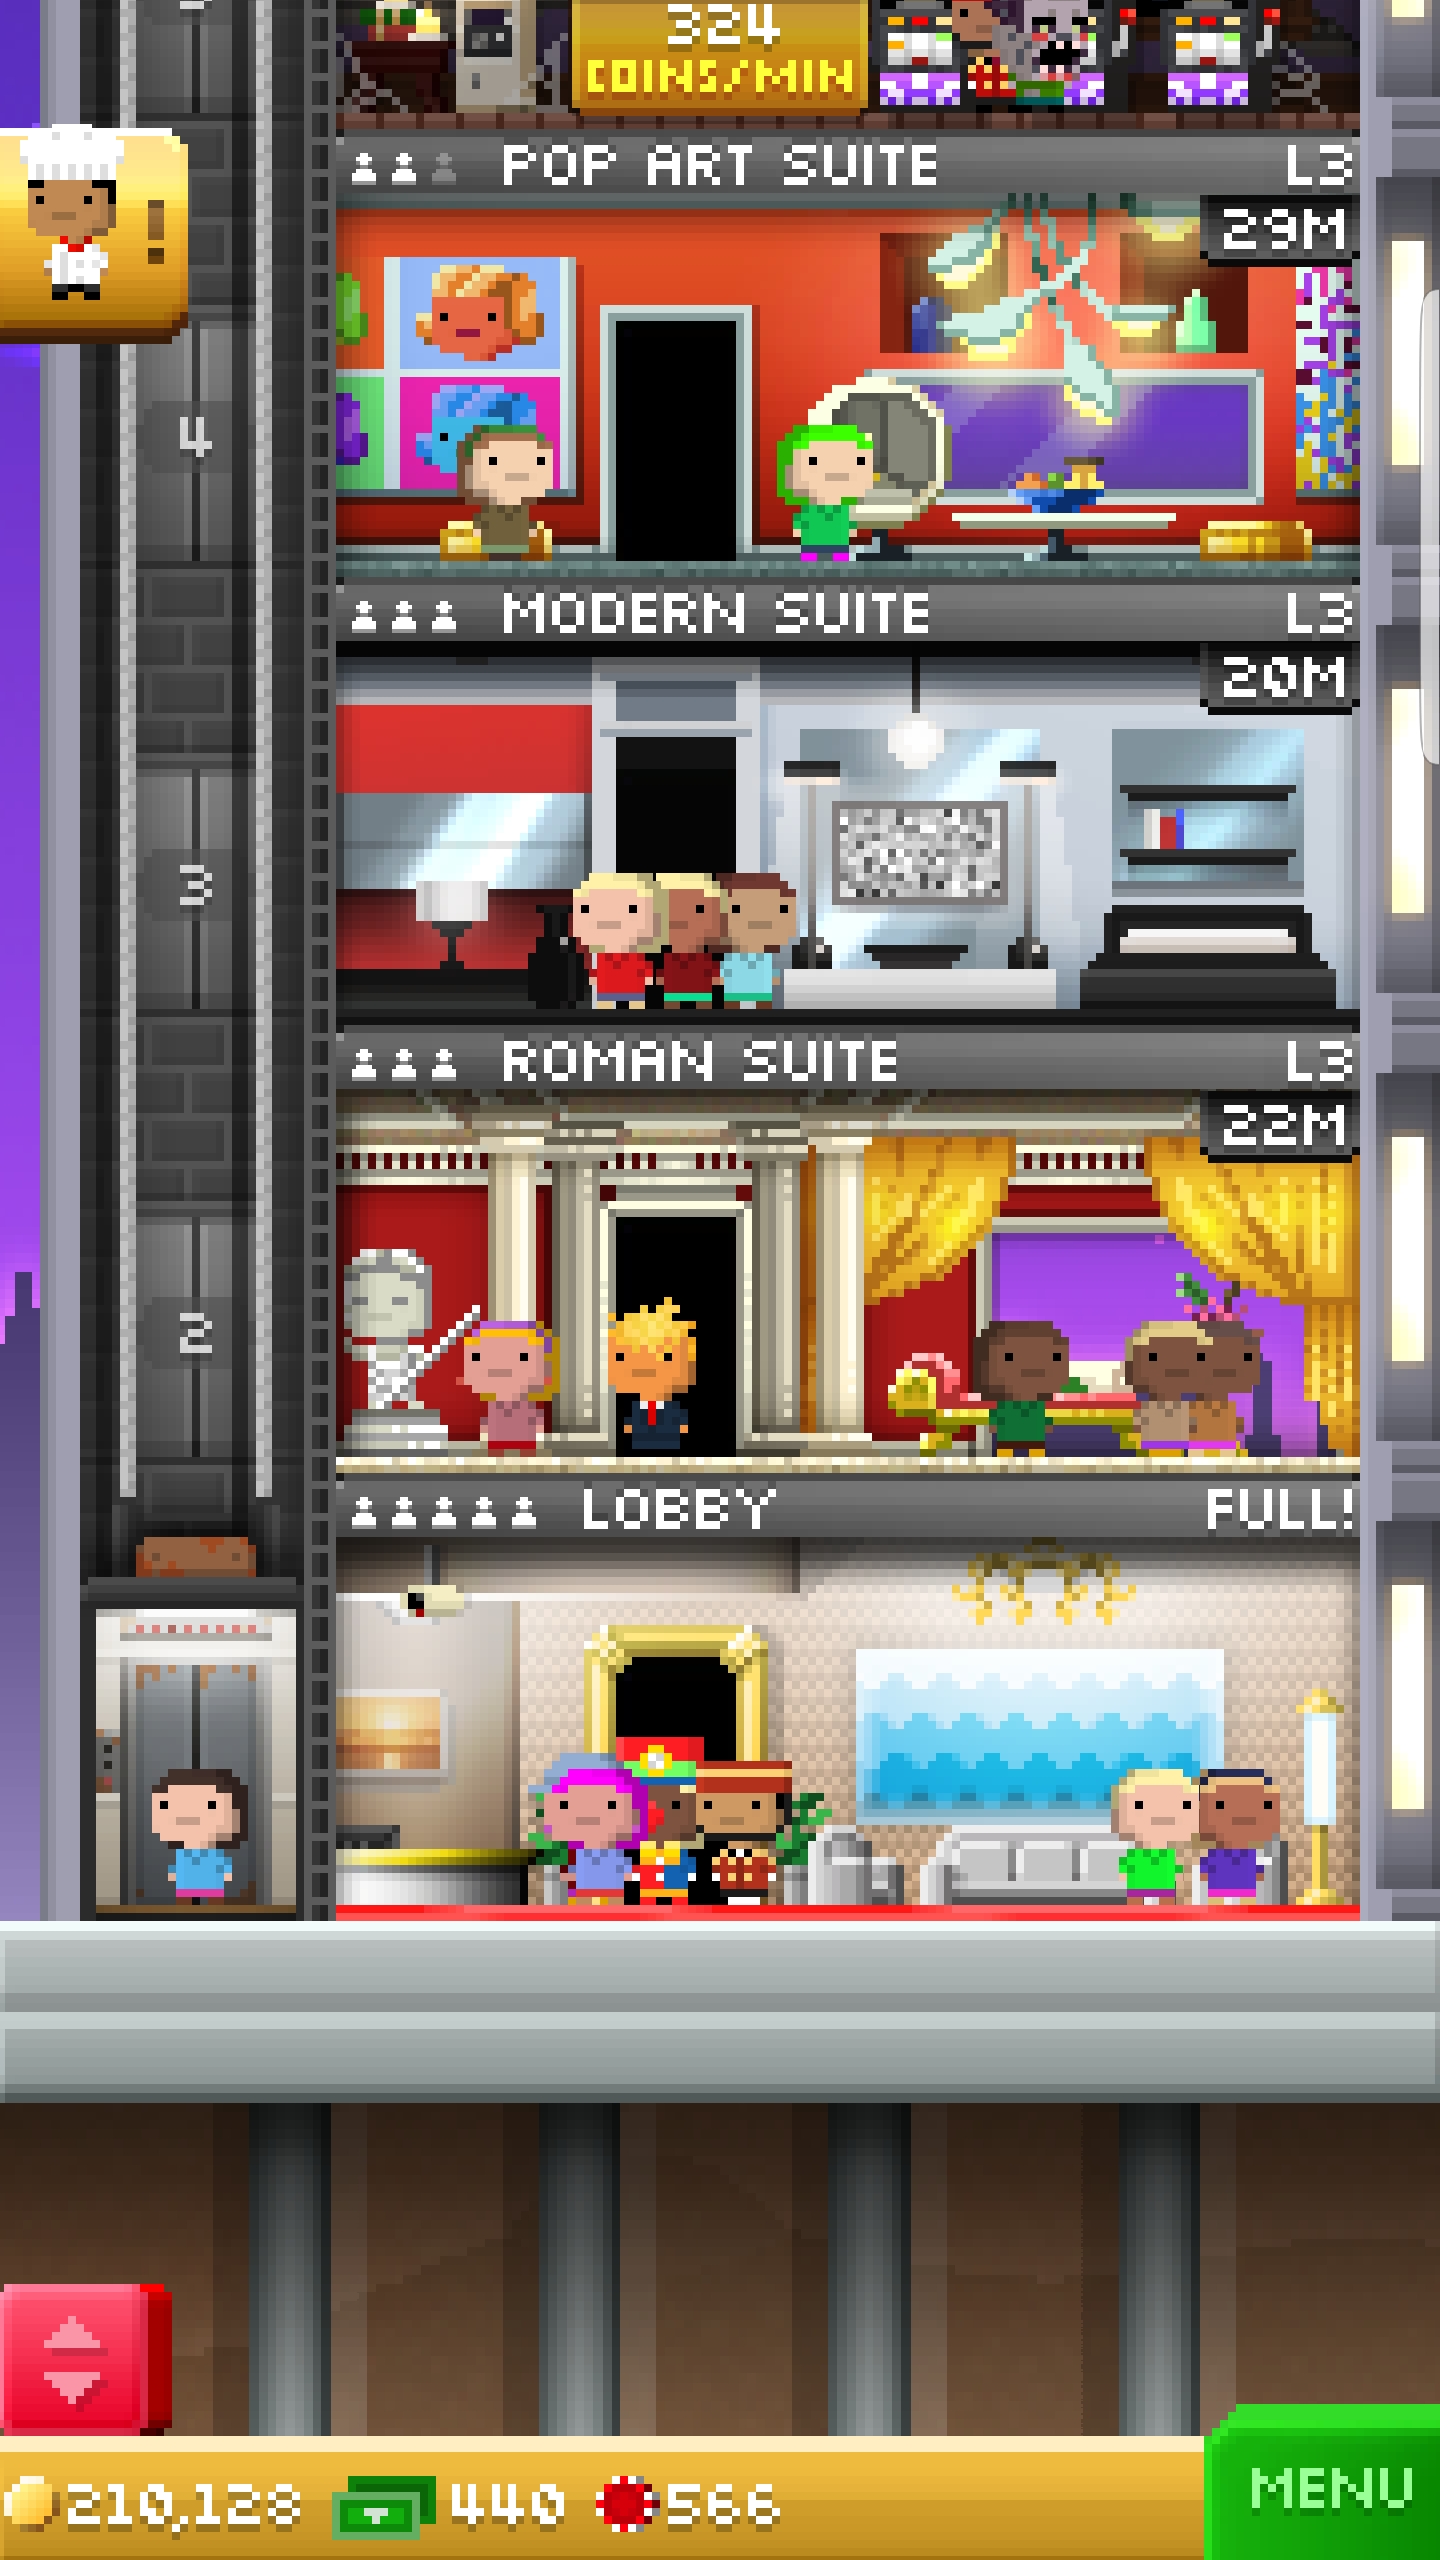 324
COINS/MIN
POP ART SUITE L3
29M
!
4
MODERN SUITE L3
20M
3
ROMAN SUITE L3
22M
2
LOBBY FULL!
210,128 440 566
MENU